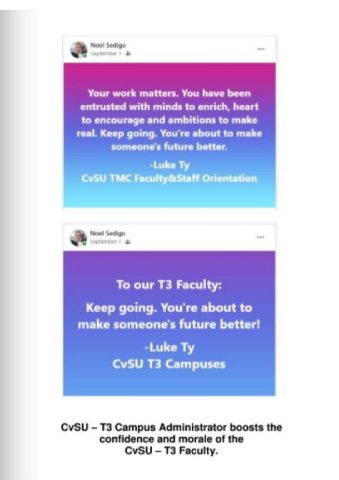 Noel Sedigo
September 1
Your work matters. You have been
entrusted with minds to enrich, heart
to encourage and ambitions to make
real. Keep going. You're about to make
someone's future better.
-Luke Ty
CvSU TMC Faculty&Staff Orientation
Noel Sedigo
September 1
To our T3 Faculty:
Keep going. You're about to
make someone's future better!
-Luke Ty
CvSU T3 Campuses
CvSU – T3 Campus Administrator boosts the
confidence and morale of the
CvSU – T3 Faculty.